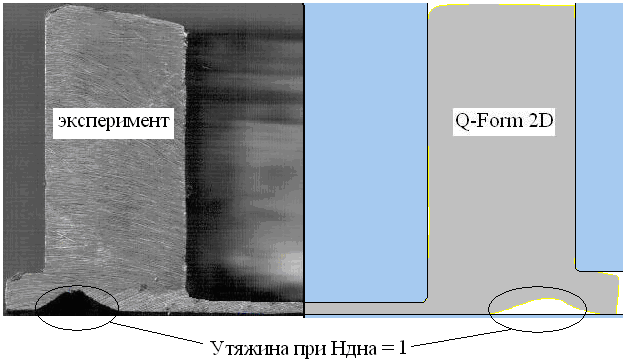 эксперимент
Q-Form 2D
Утяжина при Hдна = 1